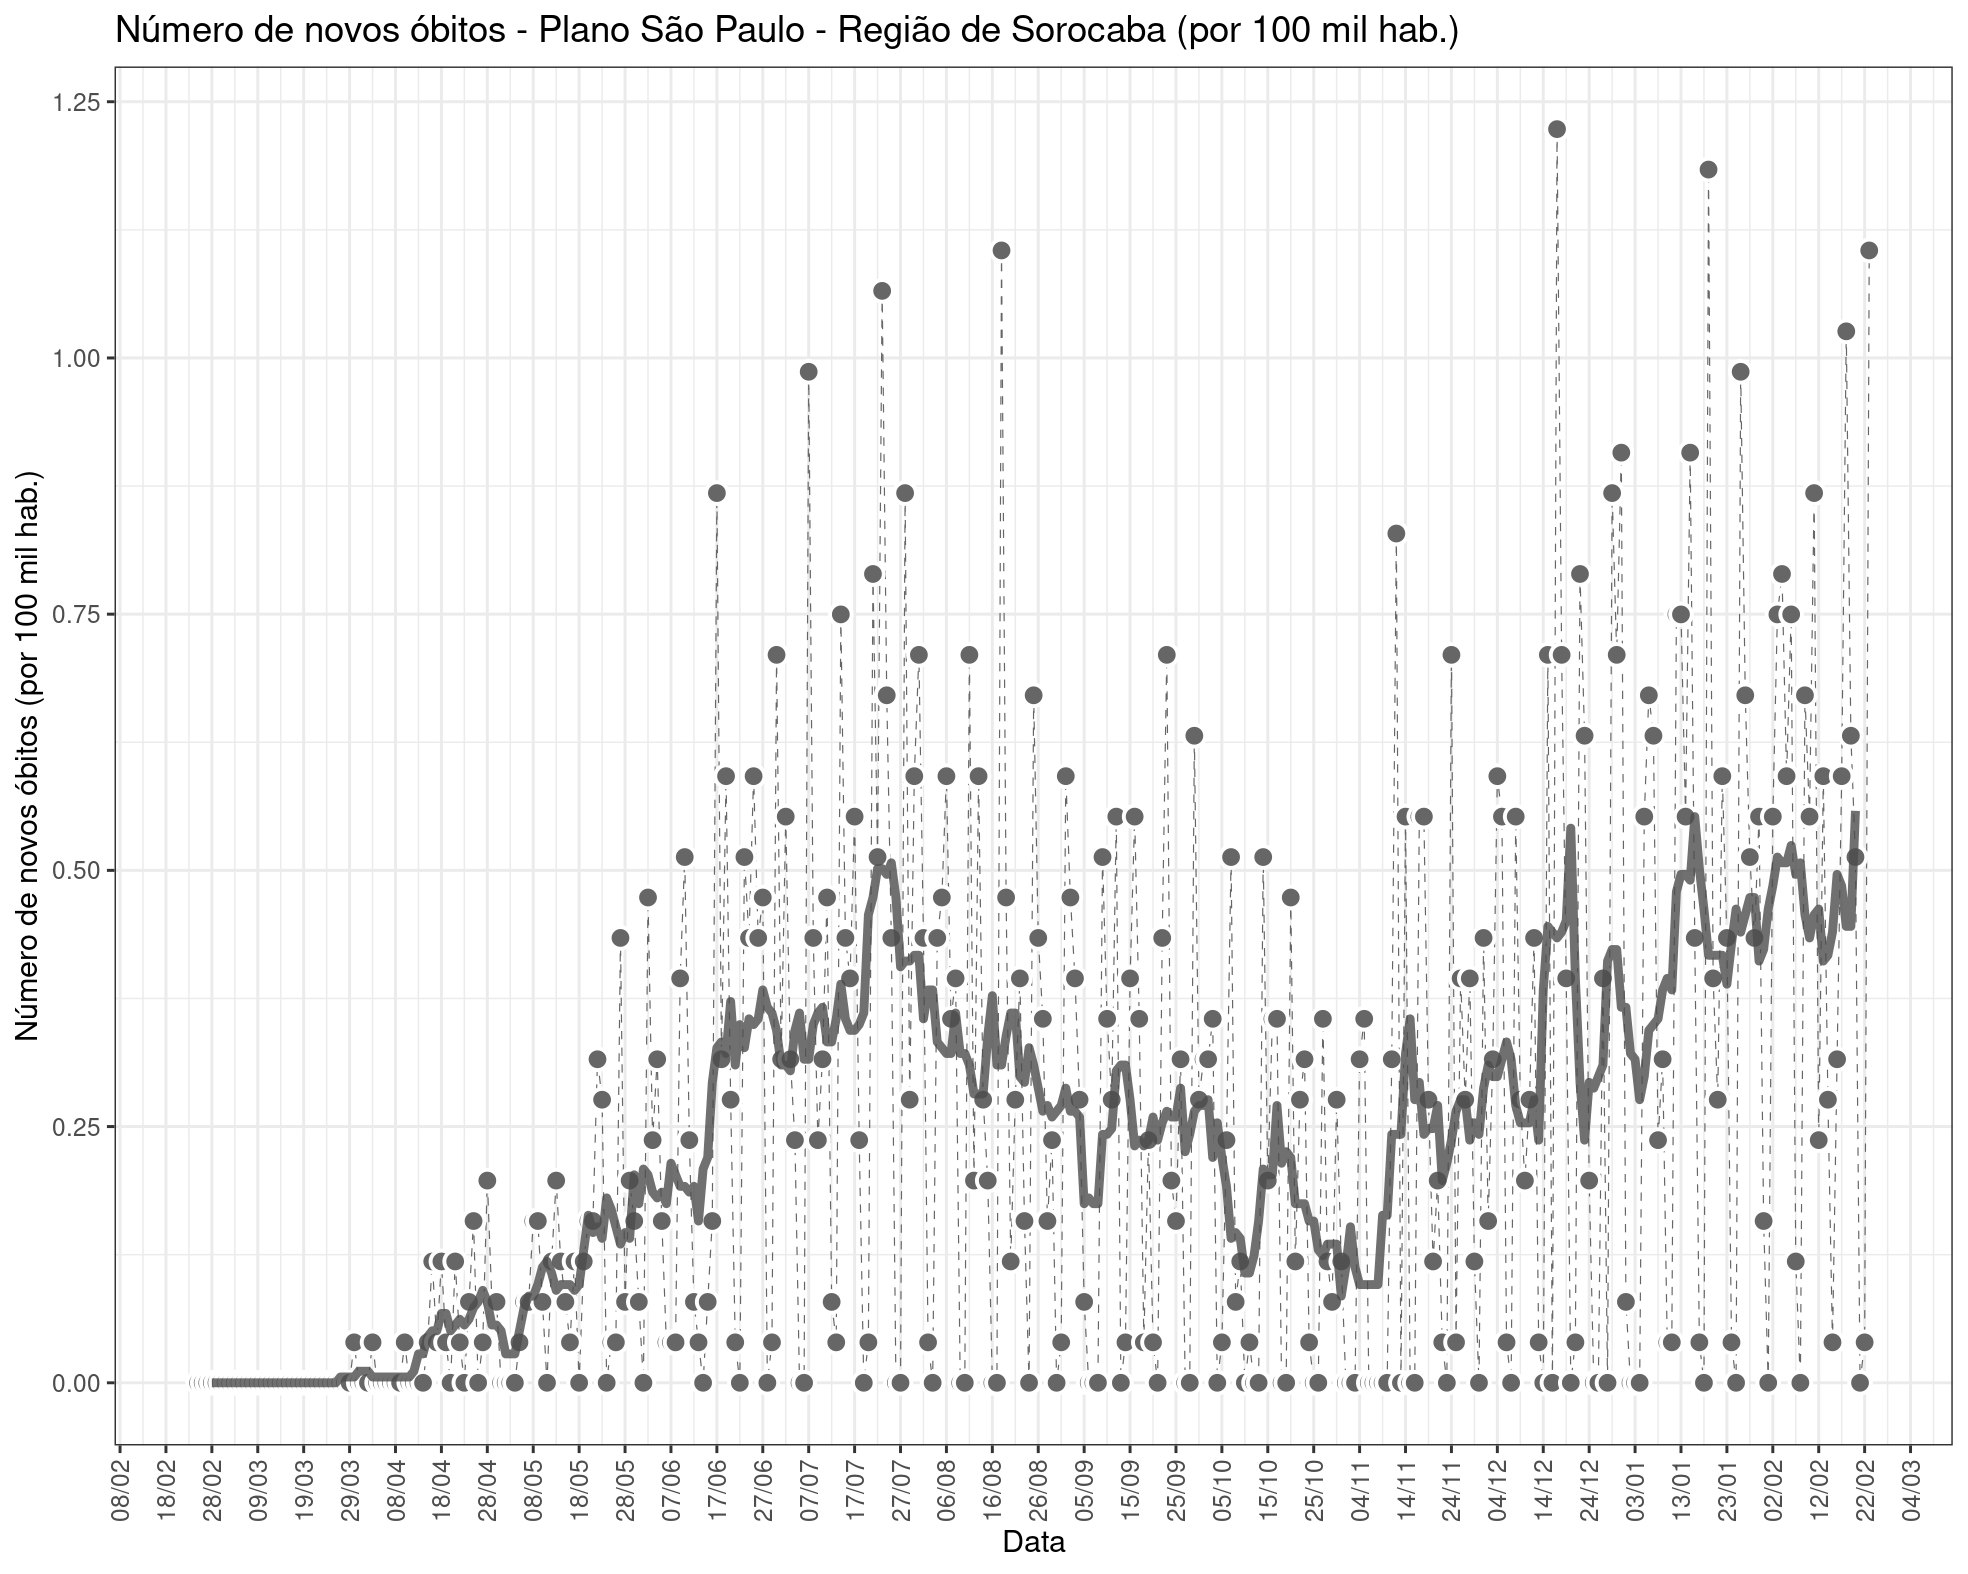 Número de novos óbitos - Plano São Paulo - Região de Sorocaba (por 100 mil hab.)
Número de novos óbitos (por 100 mil hab.)
1.25
1.00
0.75
0.50
0.25
0.00
08/02 18/02 28/02 09/03 19/03 29/03 08/04 18/04 28/04 08/05 18/05 28/05 07/06 17/06 27/06 07/07 17/07 27/07 06/08 16/08 26/08 05/09 15/09 25/09 05/10 15/10 25/10 04/11 14/11 24/11 04/12 14/12 24/12 03/01 13/01 23/01 02/02 12/02 22/02 04/03
Data